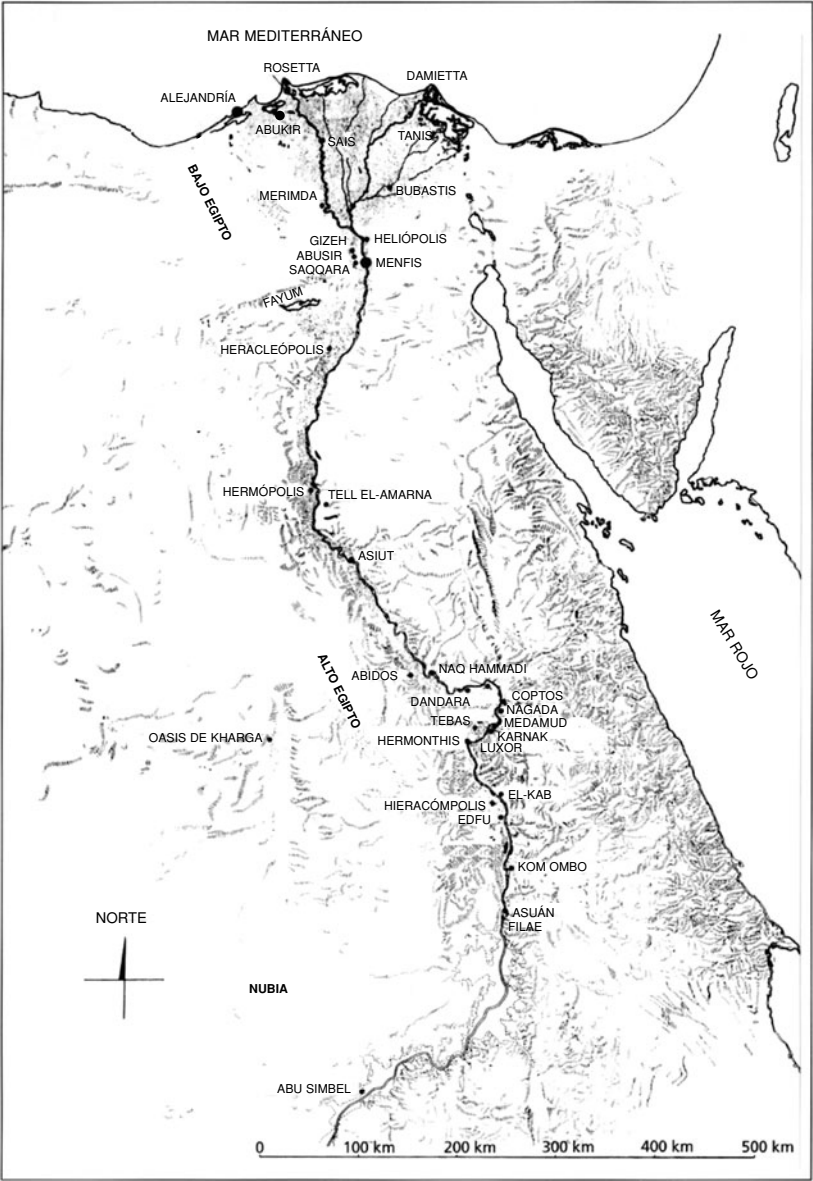 MAR MEDITERRÁNEO
ROSETTA
DAMIETTA
ALEJANDRÍA
ABUKIR
SAIS
TANIS
BAJO EGIPTO
BUBASTIS
MERIMDA
GIZEH
HELIÓPOLIS
ABUSIR
SAQQARA
MENFIS
FAYUM
HERACLEÓPOLIS
HERMÓPOLIS
TELL EL-AMARNA
ASIUT
MAR ROJO
ALTO EGIPTO
ABIDOS
NAQ HAMMADI
DANDARA
COPTOS
NAGADA
TEBAS
MEDAMUD
OASIS DE KHARGA
HERMONTHIS
KARNAK
LUXOR
EL-KAB
HIERACÓMPOLIS
EDFU
KOM OMBO
ASUÁN
FILAE
NORTE
NUBIA
ABU SIMBEL
0 100 km 200 km 300 km 400 km 500 km